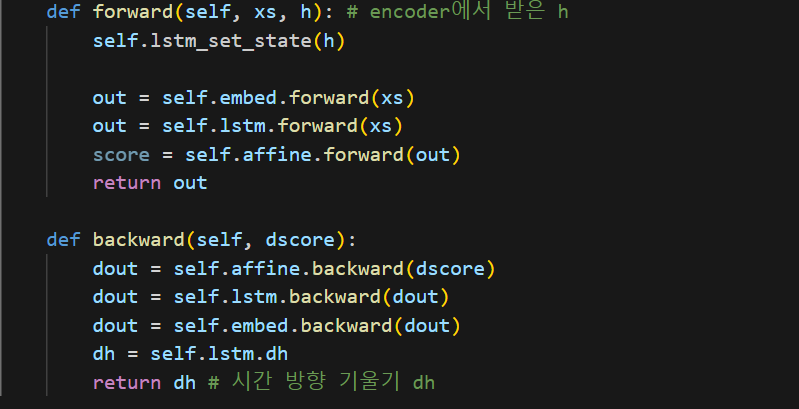 def forward(self, xs, h): # encoder에서 받은 h
    self.lstm_set_state(h)

    out = self.embed.forward(xs)
    out = self.lstm.forward(xs)
    score = self.affine.forward(out)
    return out

def backward(self, dscore):
    dout = self.affine.backward(dscore)
    dout = self.lstm.backward(dout)
    dout = self.embed.backward(dout)
    dh = self.lstm.dh
    return dh # 시간 방향 기울기 dh